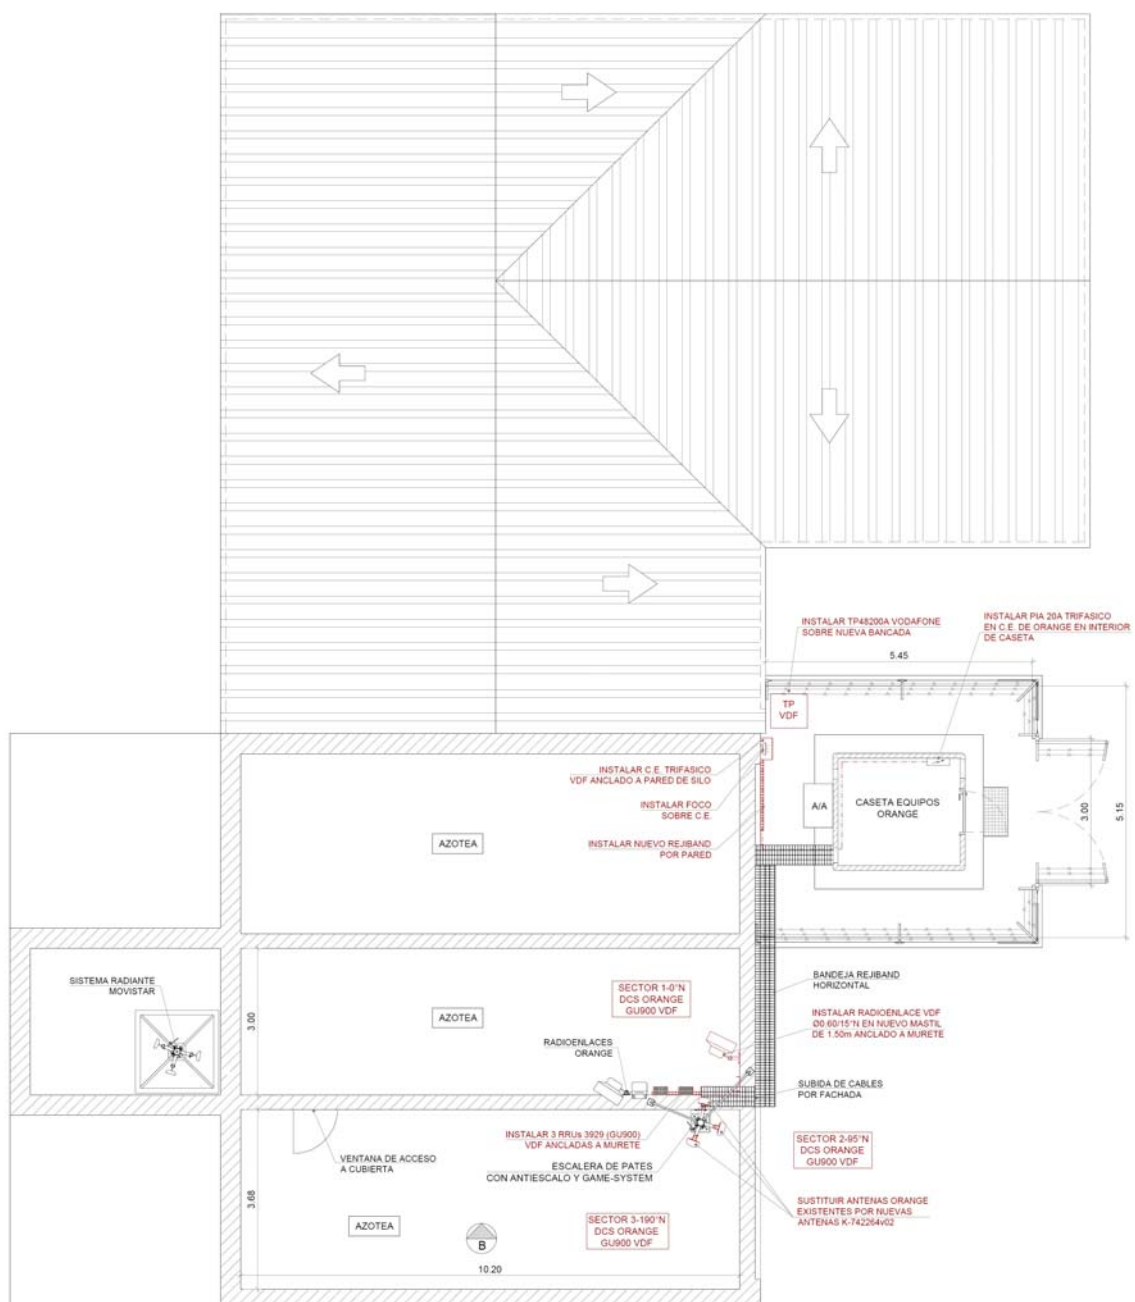 INSTALAR TP48200A VODAFONE
SOBRE NUEVA BANCADA
INSTALAR PIA 20A TRIFASICO
EN C.E. DE ORANGE EN INTERIOR
DE CASETA
5.45
TP
VDF
INSTALAR C.E. TRIFASICO
VDF ANCLADO A PARED DE SILO
INSTALAR FOCO
SOBRE C.E.
INSTALAR NUEVO REJIBAND
POR PARED
A/A
CASETA EQUIPOS
ORANGE
3.00
5.15
AZOTEA
SISTEMA RADIANTE
MOVISTAR
3.00
AZOTEA
SECTOR 1-0°N
DCS ORANGE
GU900 VDF
RADIOENLACES
ORANGE
BANDEJA REJIBAND
HORIZONTAL
INSTALAR RADIOENLACE VDF
Ø0.60/15°N EN NUEVO MASTIL
DE 1.50m ANCLADO A MURETE
SUBIDA DE CABLES
POR FACHADA
INSTALAR 3 RRUs 3929 (GU900)
VDF ANCLADAS A MURETE
VENTANA DE ACCESO
A CUBIERTA
ESCALERA DE PATES
CON ANTIESCALO Y GAME-SYSTEM
SECTOR 2-95°N
DCS ORANGE
GU900 VDF
3.68
AZOTEA
B
SECTOR 3-190°N
DCS ORANGE
GU900 VDF
SUSTITUIR ANTENAS ORANGE
EXISTENTES POR NUEVAS
ANTENAS K-742264v02
10.20